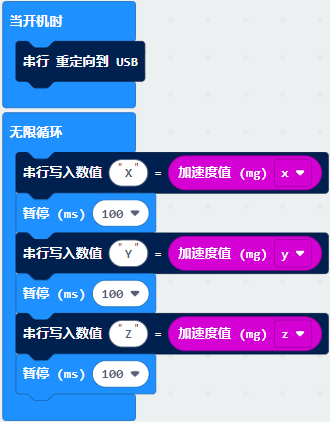 当开机时
串行 重定向到 USB
无限循环
串行写入数值 "X" = 加速度值 (mg) x
暂停 (ms) 100
串行写入数值 "Y" = 加速度值 (mg) y
暂停 (ms) 100
串行写入数值 "Z" = 加速度值 (mg) z
暂停 (ms) 100